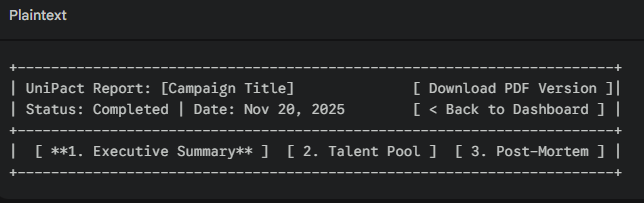 Plaintext
+---------------------------------------------------------------------------+
| UniPact Report: [Campaign Title]               [ Download PDF Version ]|
| Status: Completed | Date: Nov 20, 2025         [ < Back to Dashboard ] |
+---------------------------------------------------------------------------+
|  [ **1. Executive Summary** ]  [ 2. Talent Pool ]  [ 3. Post-Mortem ] |
+---------------------------------------------------------------------------+